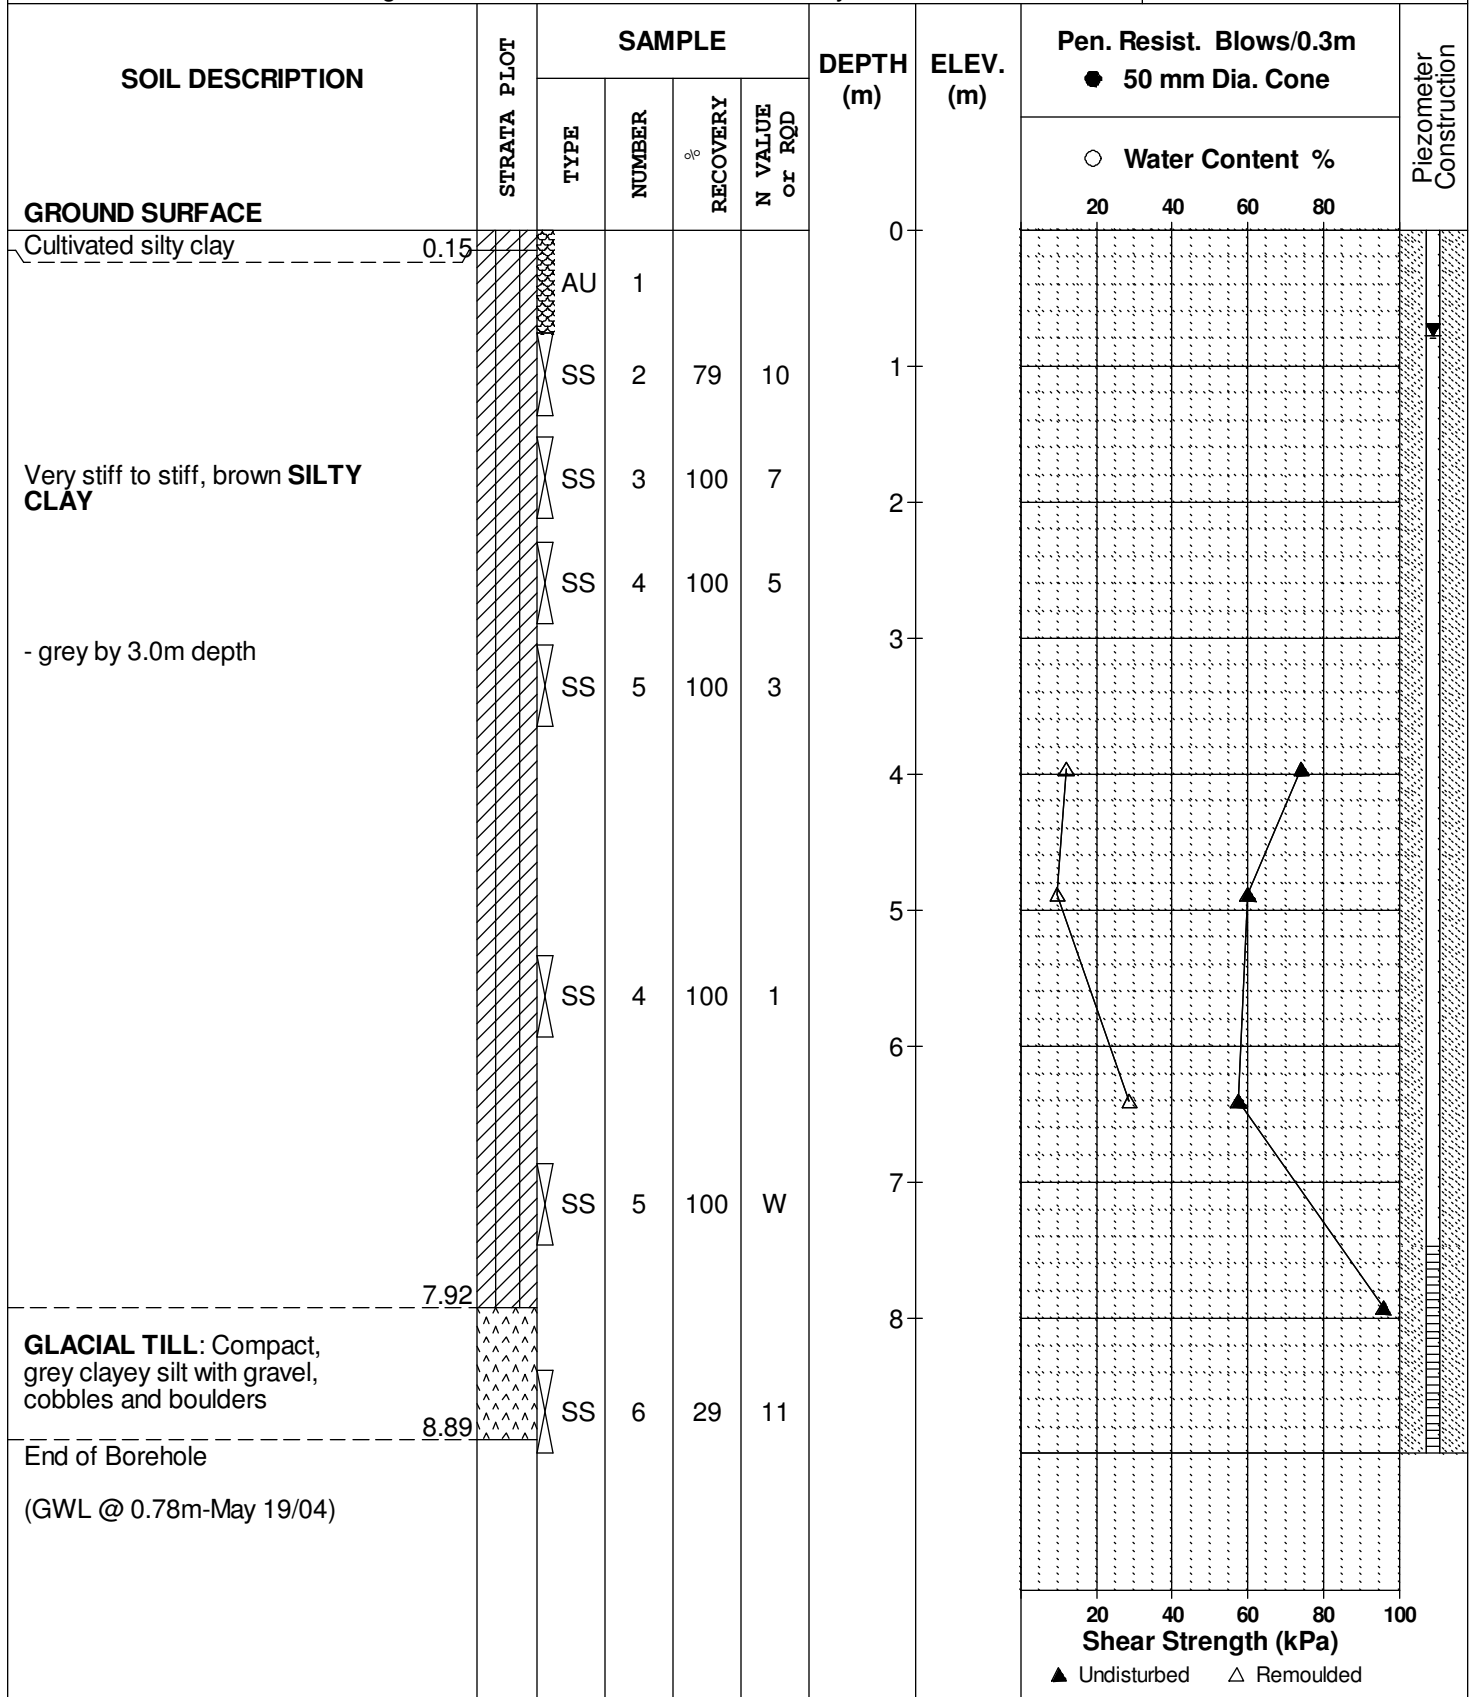 SOIL DESCRIPTION
STRATA PLOT
SAMPLE
TYPE
NUMBER
% RECOVERY
N VALUE or RQD
DEPTH (m)
ELEV. (m)
Pen. Resist. Blows/0.3m
● 50 mm Dia. Cone
○ Water Content %
20 40 60 80
Piezometer Construction
GROUND SURFACE
0
Cultivated silty clay 0.15
AU 1
SS 2 79 10
1
Very stiff to stiff, brown SILTY
CLAY
SS 3 100 7
2
SS 4 100 5
3
- grey by 3.0m depth
SS 5 100 3
4
5
SS 4 100 1
6
7
SS 5 100 W
7.92
8
GLACIAL TILL: Compact,
grey clayey silt with gravel,
cobbles and boulders
SS 6 29 11
8.89
End of Borehole
(GWL @ 0.78m-May 19/04)
20 40 60 80 100
Shear Strength (kPa)
▲ Undisturbed △ Remoulded